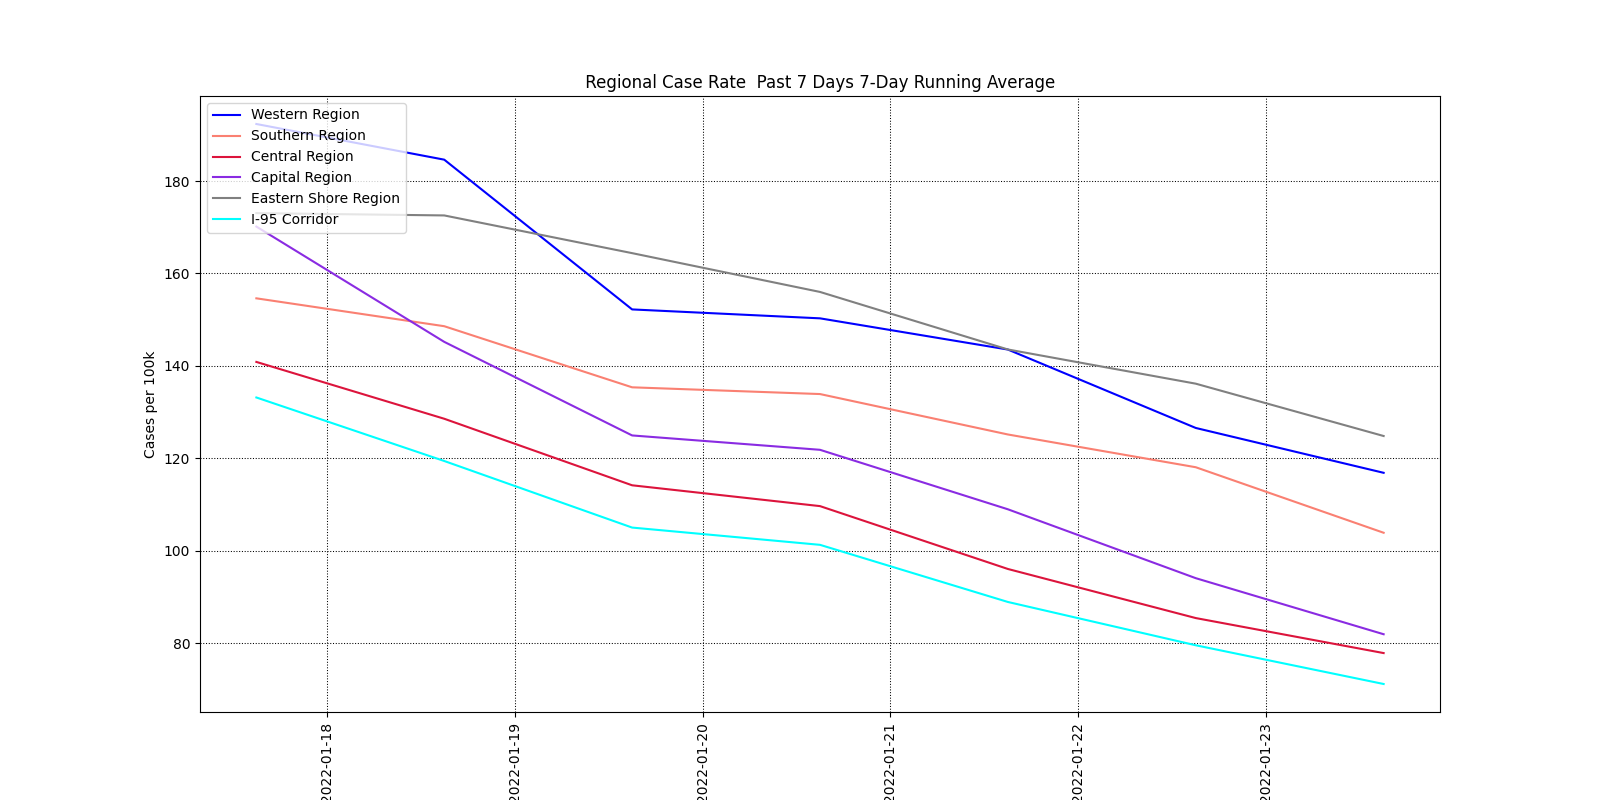 Regional Case Rate  Past 7 Days 7-Day Running Average
Western Region
Southern Region
Central Region
Capital Region
Eastern Shore Region
I-95 Corridor
Cases per 100k
180
160
140
120
100
80
2022-01-18
2022-01-19
2022-01-20
2022-01-21
2022-01-22
2022-01-23